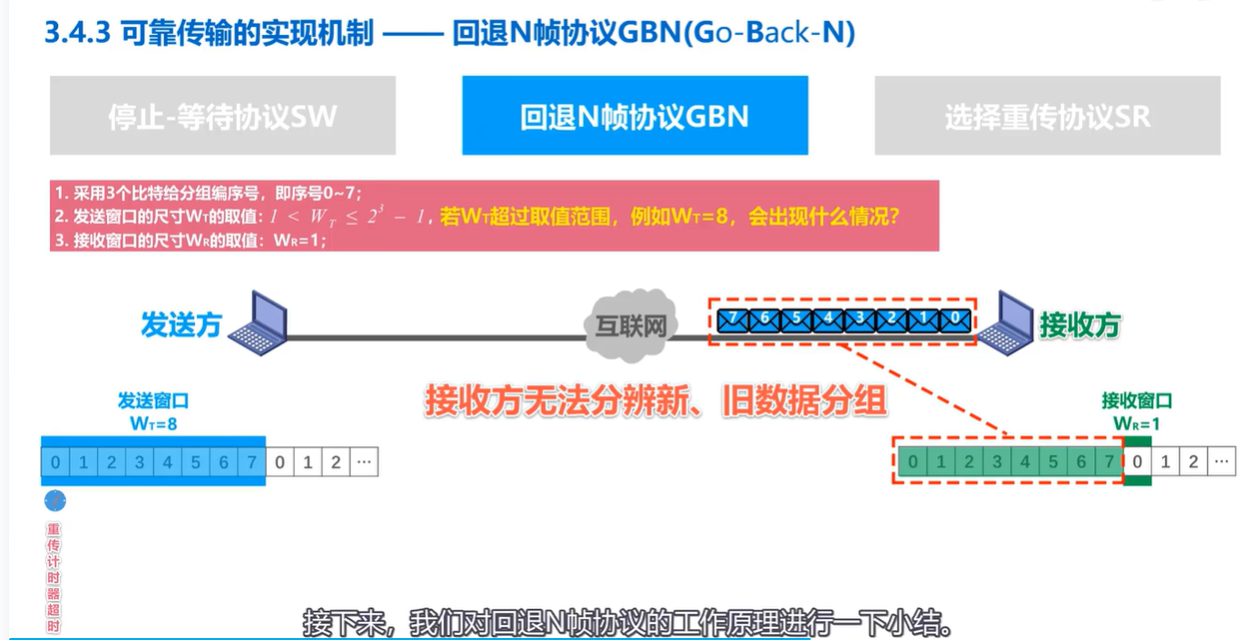 3.4.3 可靠传输的实现机制 —— 回退N帧协议GBN(Go-Back-N)
停止-等待协议SW
回退N帧协议GBN
选择重传协议SR
1. 采用3个比特给分组编序号，即序号0~7；
2. 发送窗口的尺寸WT的取值：1 < W_T ≤ 2^3 − 1，若WT超过取值范围，例如WT=8，会出现什么情况？
3. 接收窗口的尺寸WR的取值：WR=1；
发送方
互联网
7 6 5 4 3 2 1 0
接收方
接收方无法分辨新、旧数据分组
发送窗口
WT=8
接收窗口
WR=1
0 1 2 3 4 5 6 7 0 1 2 ···
0 1 2 3 4 5 6 7 0 1 2 ···
重传计时器超时
接下来，我们对回退N帧协议的工作原理进行一下小结。